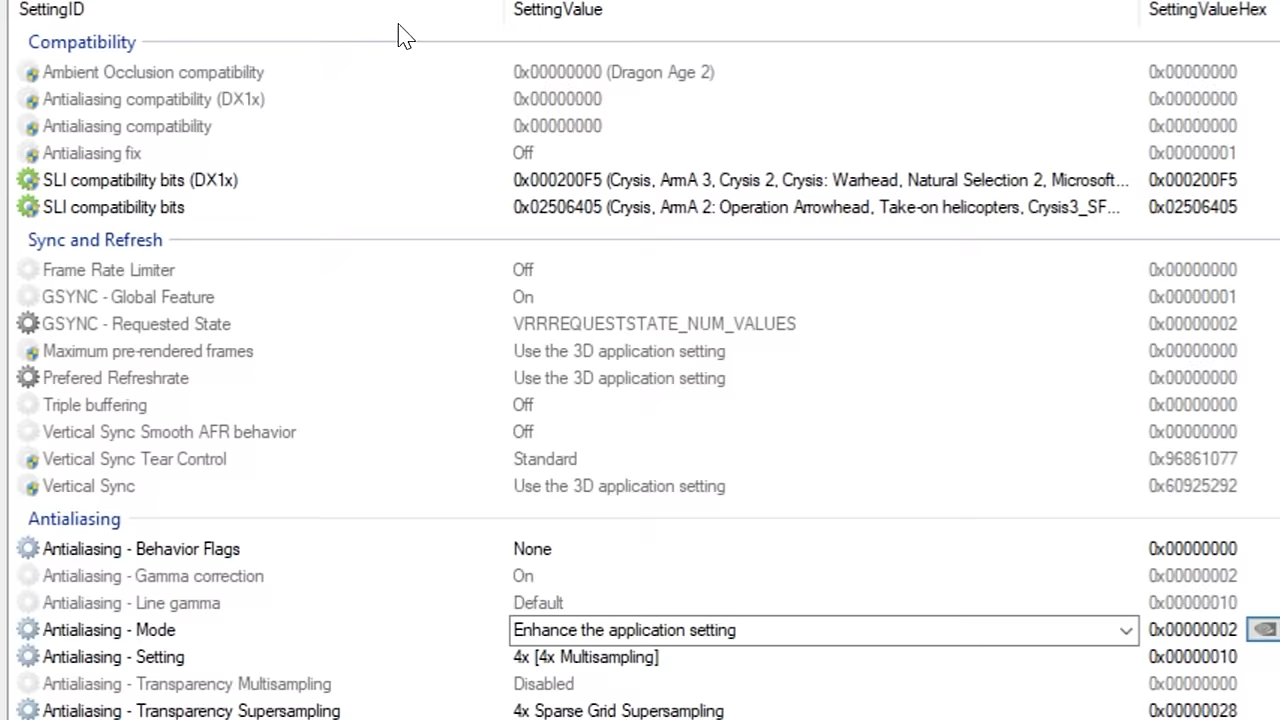 SettingID SettingValue SettingValueHex
Compatibility
Ambient Occlusion compatibility 0x00000000 (Dragon Age 2) 0x00000000
Antialiasing compatibility (DX1x) 0x00000000 0x00000000
Antialiasing compatibility 0x00000000 0x00000000
Antialiasing fix Off 0x00000001
SLI compatibility bits (DX1x) 0x000200F5 (Crysis, ArmA 3, Crysis 2, Crysis: Warhead, Natural Selection 2, Microsoft... 0x000200F5
SLI compatibility bits 0x02506405 (Crysis, ArmA 2: Operation Arrowhead, Take-on helicopters, Crysis3_SF... 0x02506405
Sync and Refresh
Frame Rate Limiter Off 0x00000000
GSYNC - Global Feature On 0x00000001
GSYNC - Requested State VRRREQUESTSTATE_NUM_VALUES 0x00000002
Maximum pre-rendered frames Use the 3D application setting 0x00000000
Prefered Refreshrate Use the 3D application setting 0x00000000
Triple buffering Off 0x00000000
Vertical Sync Smooth AFR behavior Off 0x00000000
Vertical Sync Tear Control Standard 0x96861077
Vertical Sync Use the 3D application setting 0x60925292
Antialiasing
Antialiasing - Behavior Flags None 0x00000000
Antialiasing - Gamma correction On 0x00000002
Antialiasing - Line gamma Default 0x00000010
Antialiasing - Mode Enhance the application setting 0x00000002
Antialiasing - Setting 4x [4x Multisampling] 0x00000010
Antialiasing - Transparency Multisampling Disabled 0x00000000
Antialiasing - Transparency Supersampling 4x Sparse Grid Supersampling 0x00000028